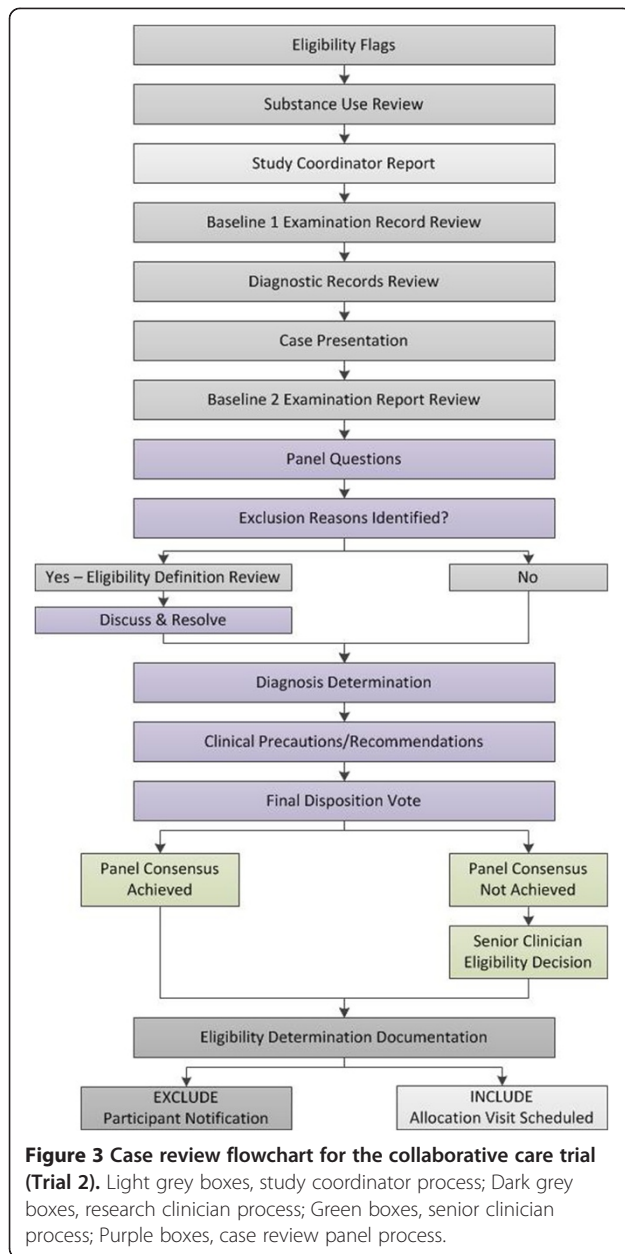 Eligibility Flags
Substance Use Review
Study Coordinator Report
Baseline 1 Examination Record Review
Diagnostic Records Review
Case Presentation
Baseline 2 Examination Report Review
Panel Questions
Exclusion Reasons Identified?
Yes – Eligibility Definition Review
No
Discuss & Resolve
Diagnosis Determination
Clinical Precautions/Recommendations
Final Disposition Vote
Panel Consensus
Achieved
Panel Consensus
Not Achieved
Senior Clinician
Eligibility Decision
Eligibility Determination Documentation
EXCLUDE
Participant Notification
INCLUDE
Allocation Visit Scheduled
Figure 3 Case review flowchart for the collaborative care trial
(Trial 2). Light grey boxes, study coordinator process; Dark grey
boxes, research clinician process; Green boxes, senior clinician
process; Purple boxes, case review panel process.